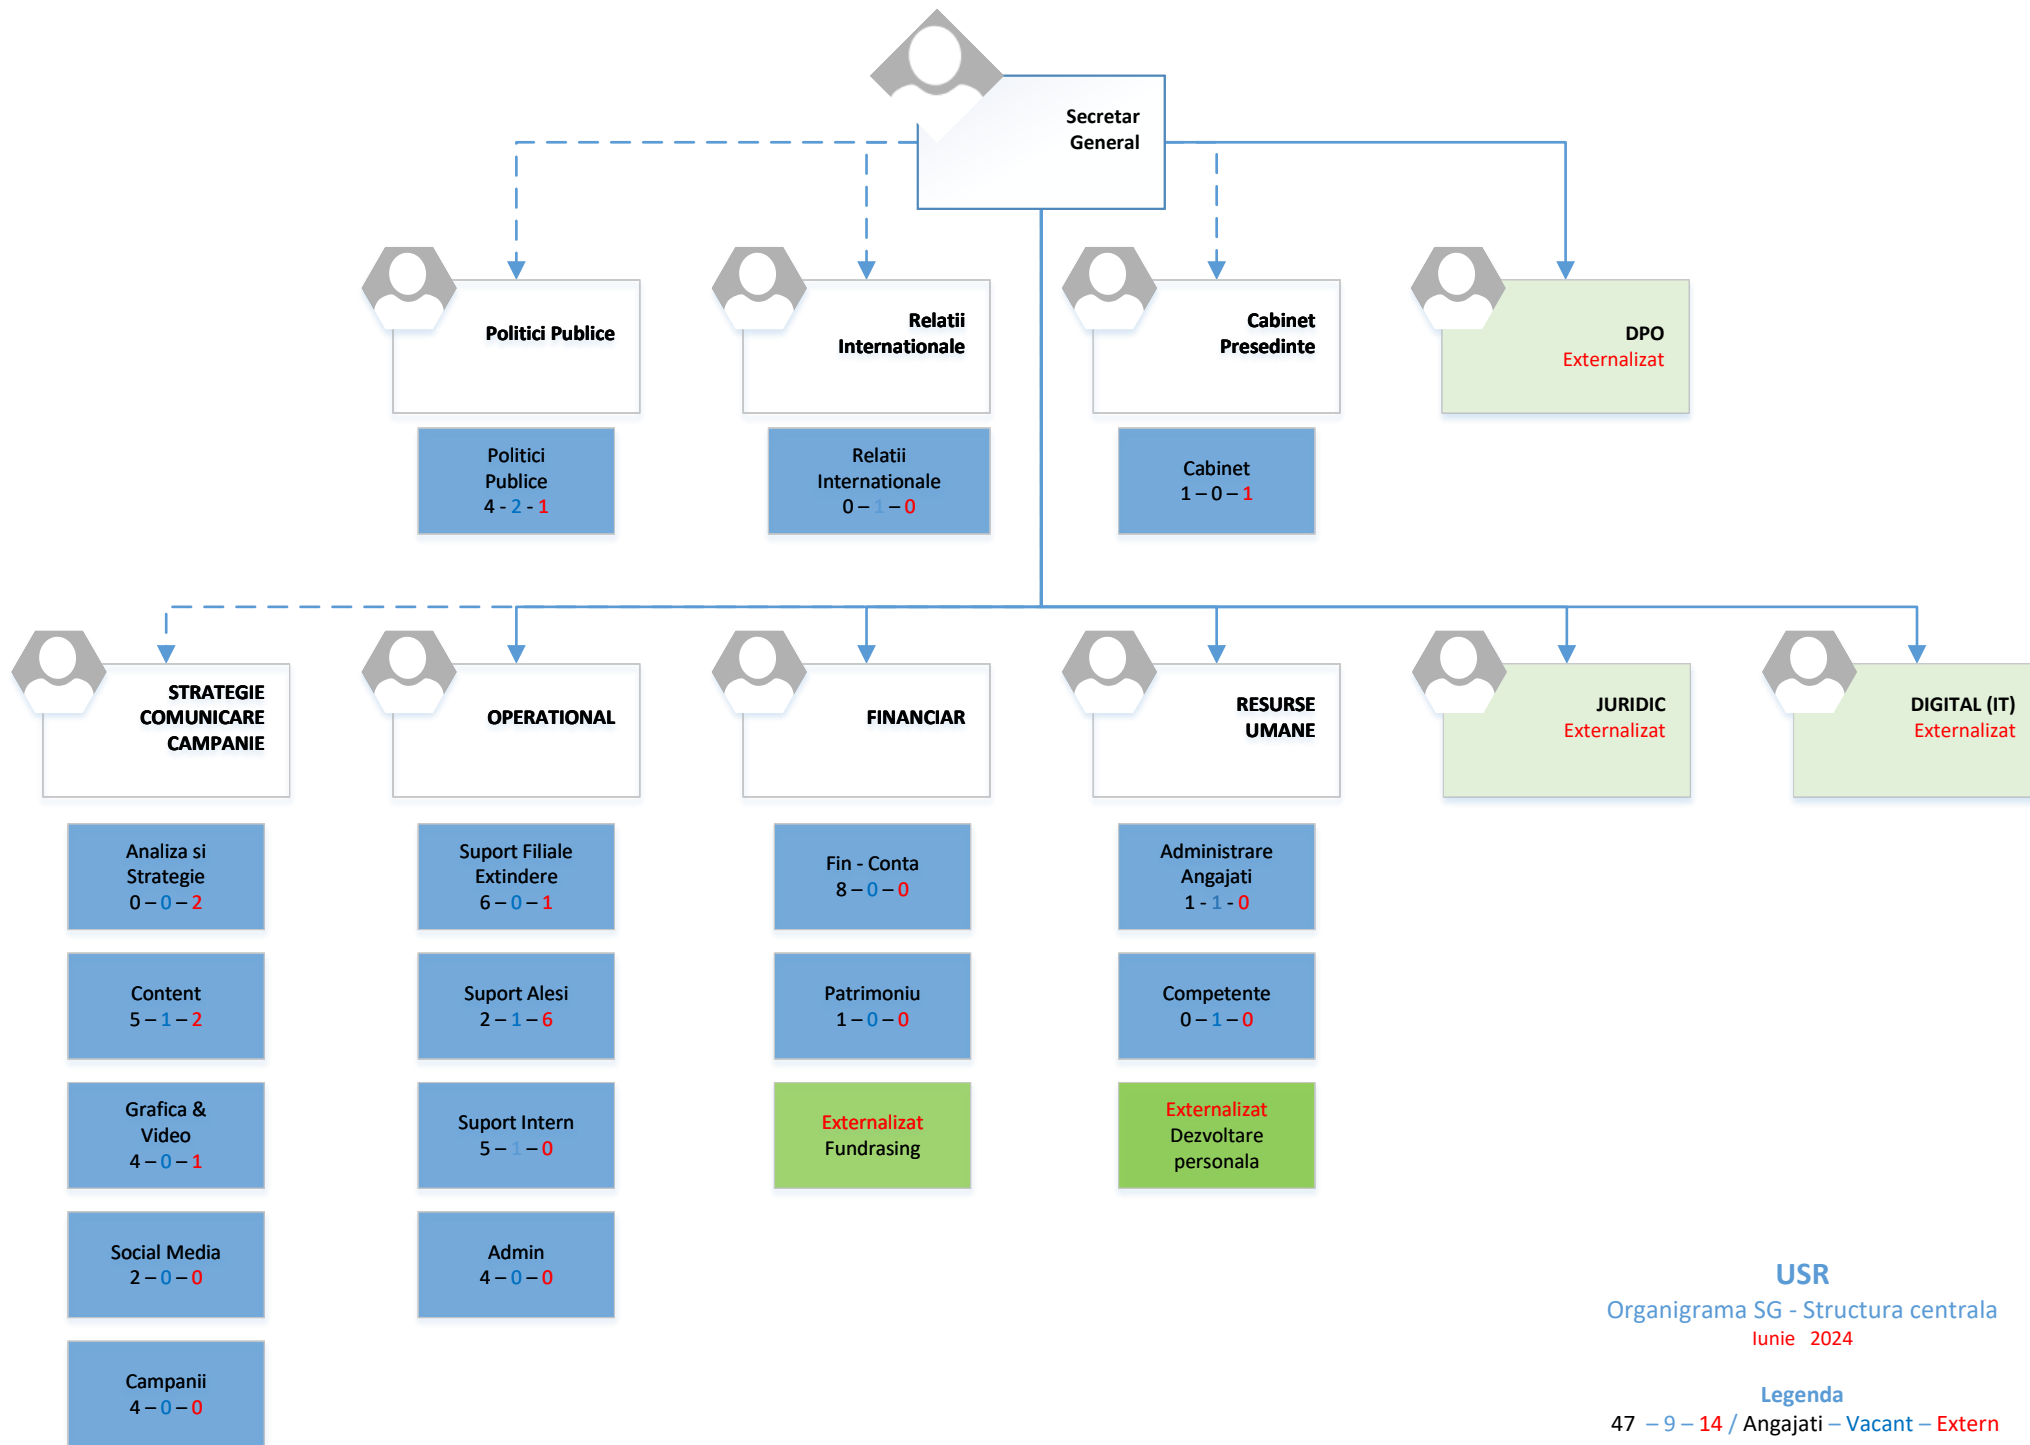 Secretar
General
Politici Publice
Relatii
Internationale
Cabinet
Presedinte
DPO
Externalizat
Politici
Publice
4 - 2 - 1
Relatii
Internationale
0 – 1 – 0
Cabinet
1 – 0 – 1
STRATEGIE
COMUNICARE
CAMPANIE
OPERATIONAL
FINANCIAR
RESURSE
UMANE
JURIDIC
Externalizat
DIGITAL (IT)
Externalizat
Analiza si
Strategie
0 – 0 – 2
Suport Filiale
Extindere
6 – 0 – 1
Fin - Conta
8 – 0 – 0
Administrare
Angajati
1 - 1 - 0
Content
5 – 1 – 2
Suport Alesi
2 – 1 – 6
Patrimoniu
1 – 0 – 0
Competente
0 – 1 – 0
Grafica &
Video
4 – 0 – 1
Suport Intern
5 – 1 – 0
Externalizat
Fundrasing
Externalizat
Dezvoltare
personala
Social Media
2 – 0 – 0
Admin
4 – 0 – 0
Campanii
4 – 0 – 0
USR
Organigrama SG - Structura centrala
Iunie 2024
Legenda
47 – 9 – 14 / Angajati – Vacant – Extern